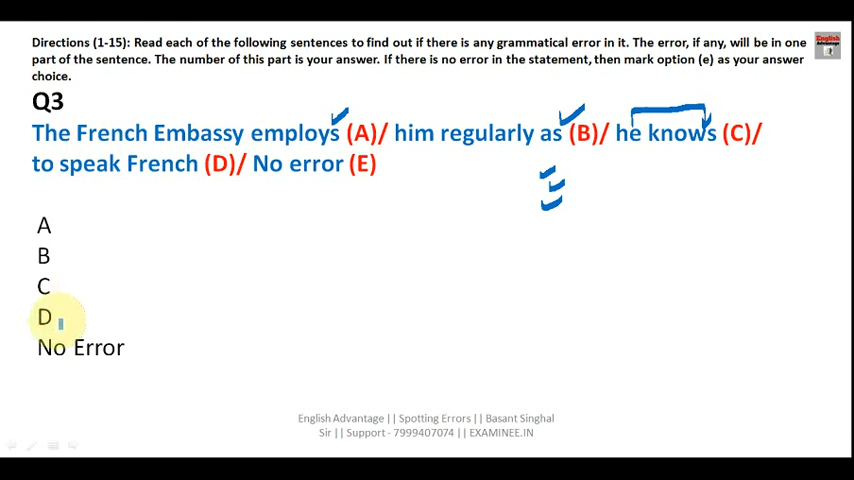 Directions (1-15): Read each of the following sentences to find out if there is any grammatical error in it. The error, if any, will be in one
part of the sentence. The number of this part is your answer. If there is no error in the statement, then mark option (e) as your answer
choice.
English
Advantage
Q3
The French Embassy employs (A)/ him regularly as (B)/ he knows (C)/
to speak French (D)/ No error (E)
A
B
C
D
No Error
English Advantage || Spotting Errors || Basant Singhal
Sir || Support - 7999407074 || EXAMINEE.IN